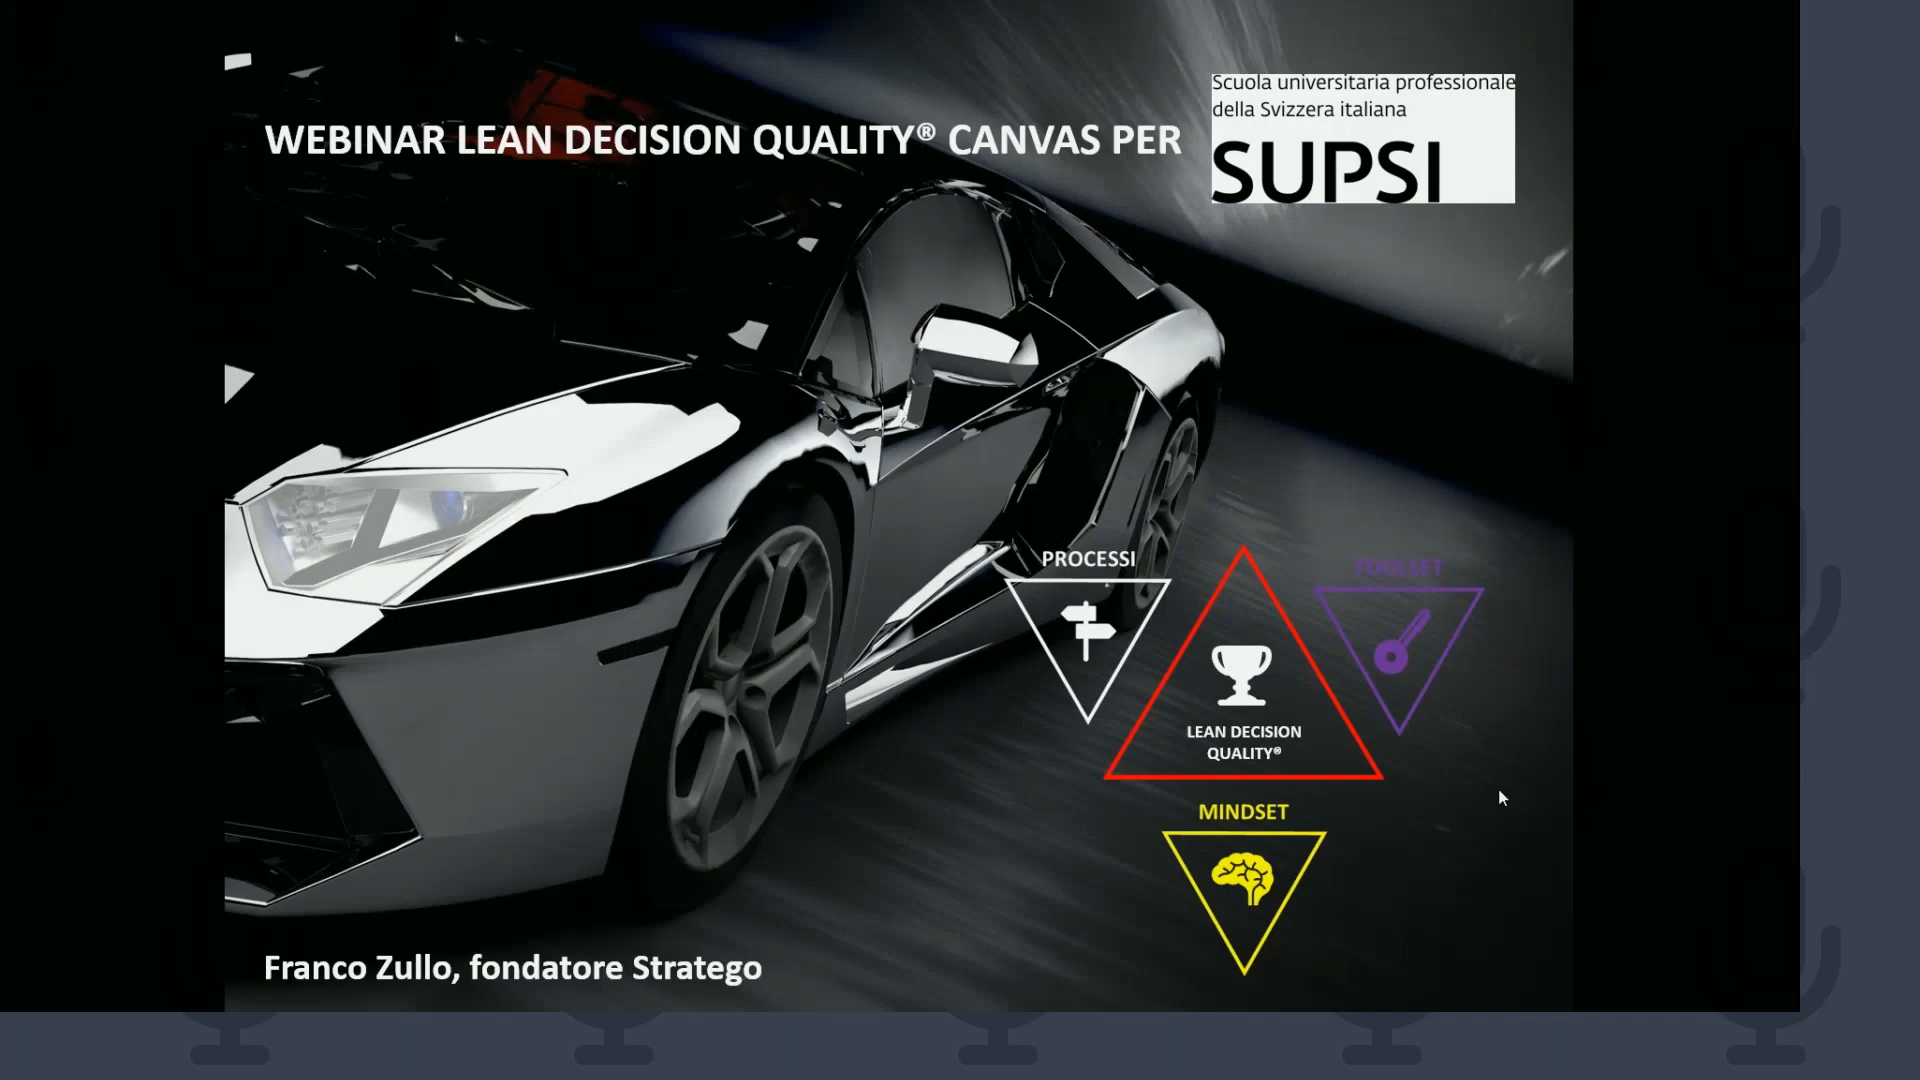 Scuola universitaria professionale
della Svizzera italiana
WEBINAR LEAN DECISION QUALITY® CANVAS PER
SUPSI
PROCESSI
TOOLSET
LEAN DECISION
QUALITY®
MINDSET
Franco Zullo, fondatore Stratego